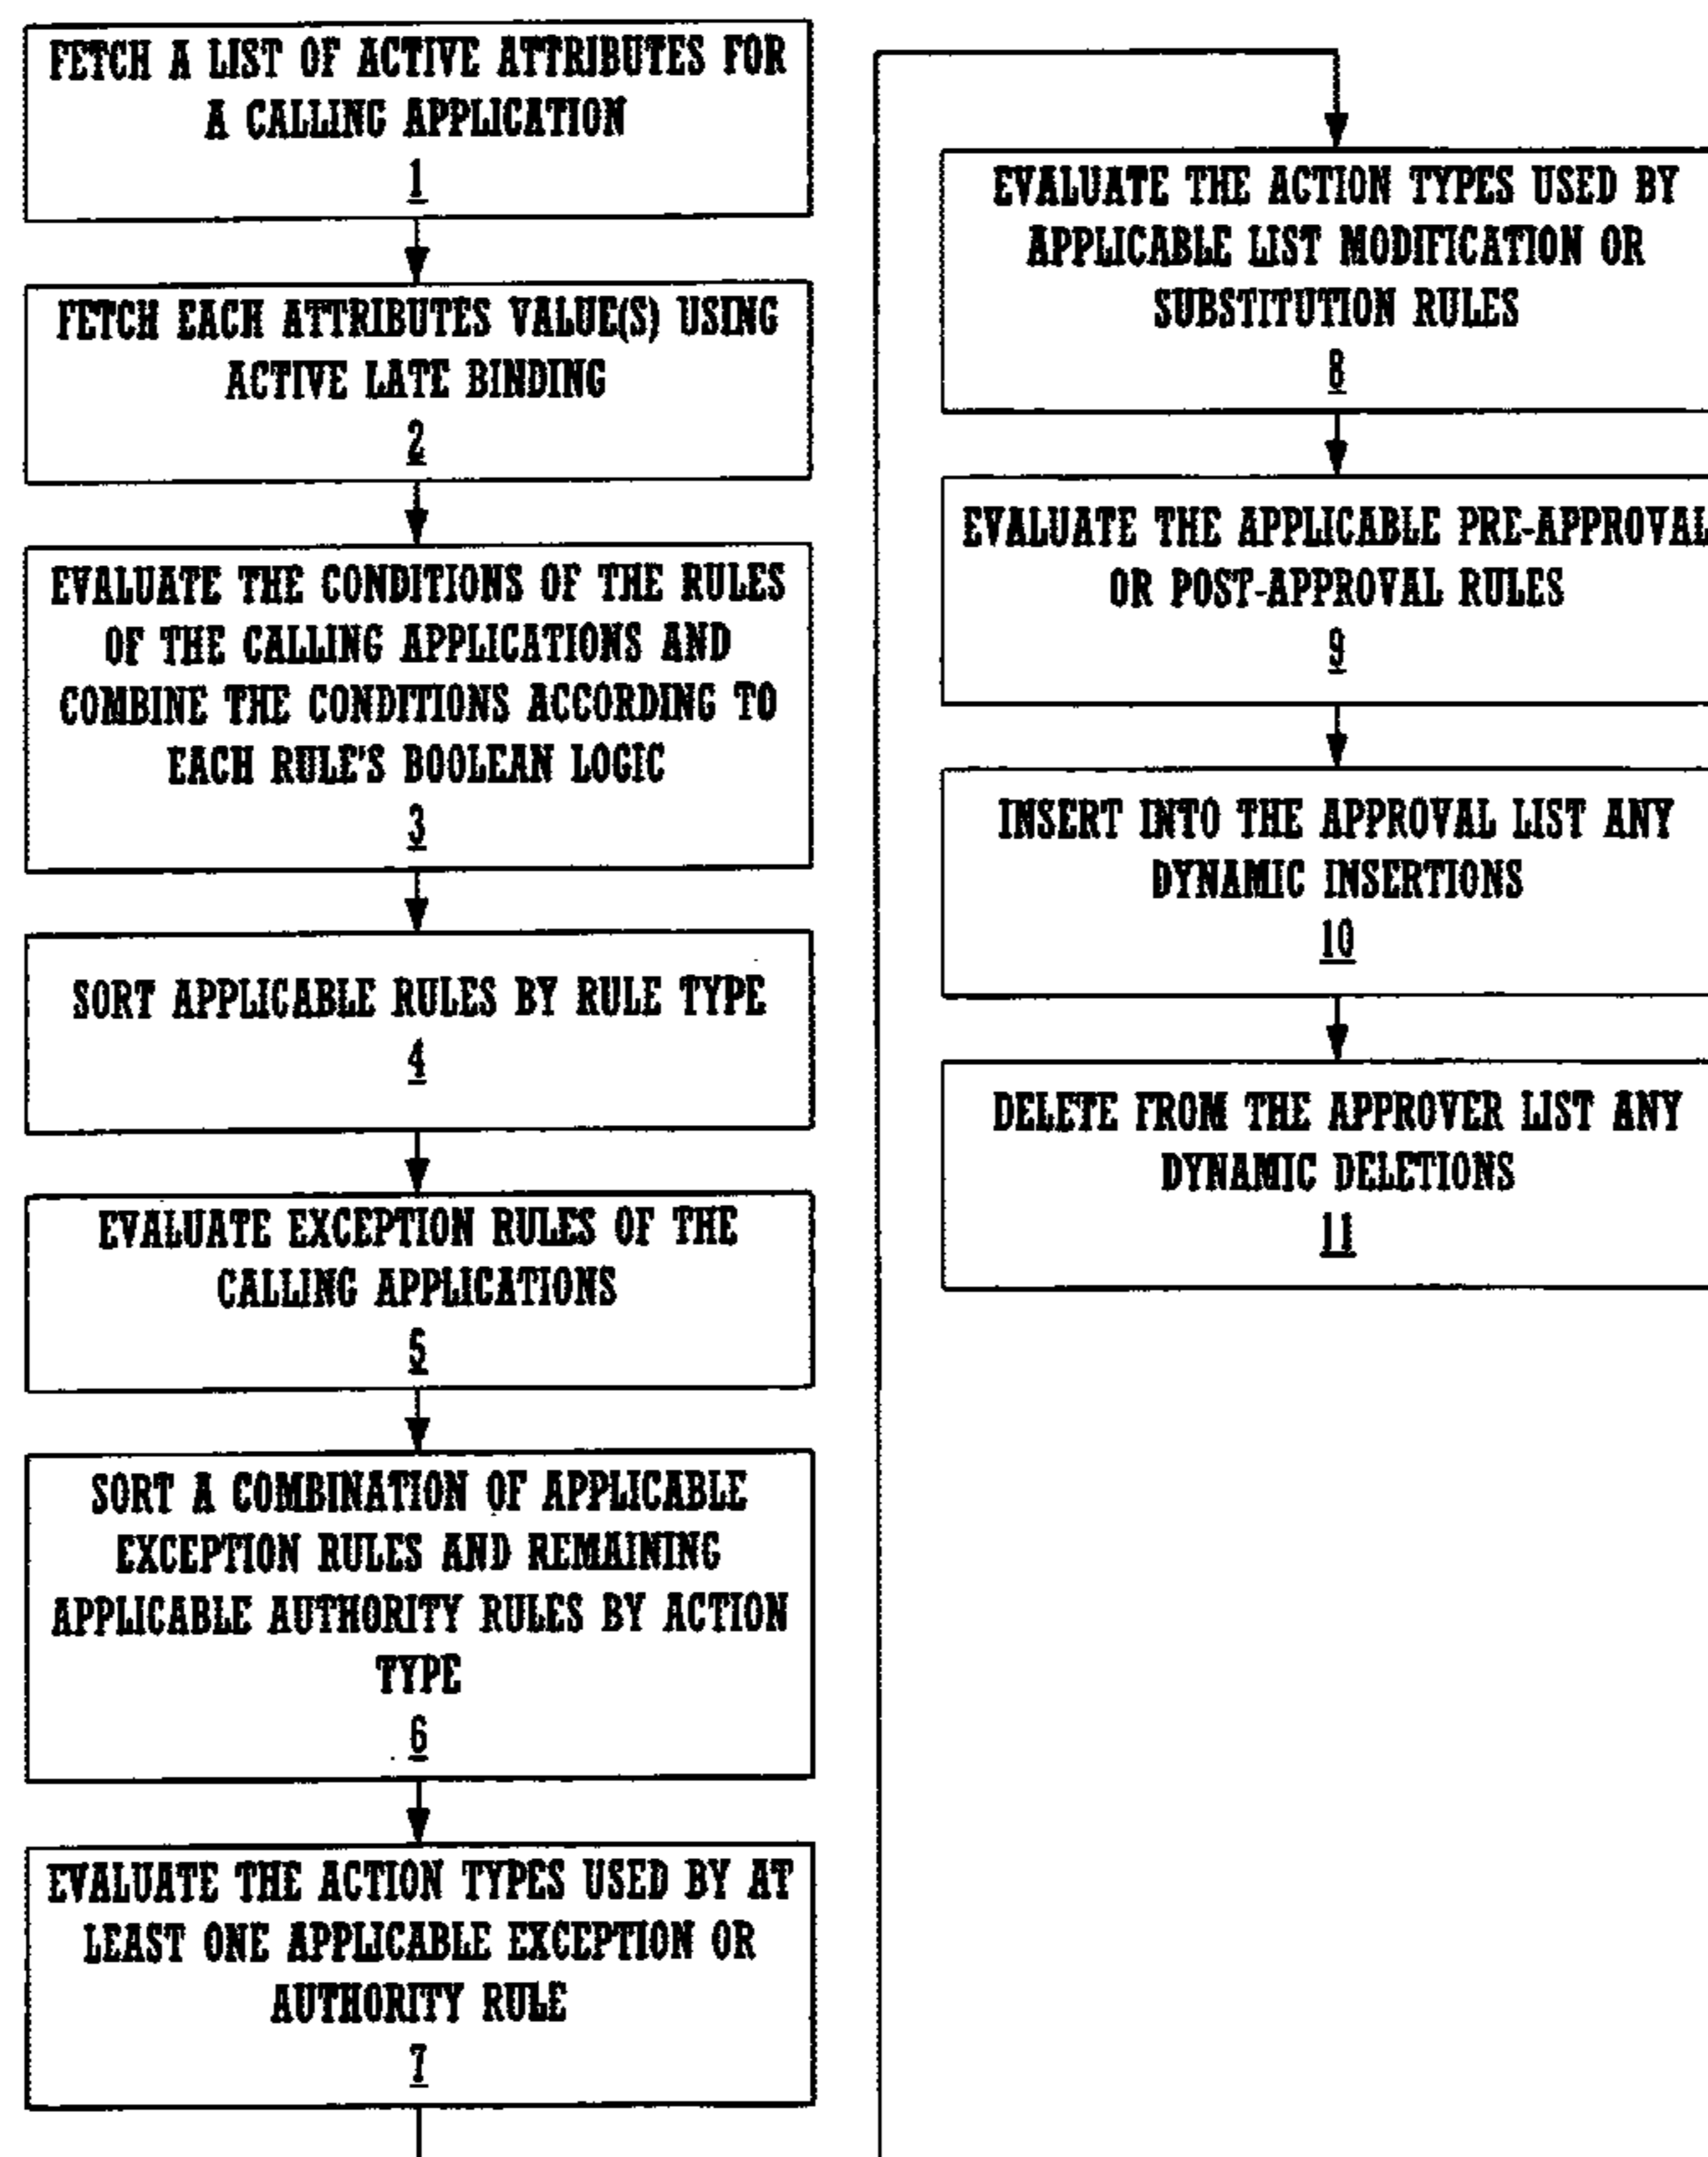 FETCH A LIST OF ACTIVE ATTRIBUTES FOR
A CALLING APPLICATION
1
FETCH EACH ATTRIBUTES VALUE(S) USING
ACTIVE LATE BINDING
2
EVALUATE THE CONDITIONS OF THE RULES
OF THE CALLING APPLICATIONS AND
COMBINE THE CONDITIONS ACCORDING TO
EACH RULE'S BOOLEAN LOGIC
3
SORT APPLICABLE RULES BY RULE TYPE
4
EVALUATE EXCEPTION RULES OF THE
CALLING APPLICATIONS
5
SORT A COMBINATION OF APPLICABLE
EXCEPTION RULES AND REMAINING
APPLICABLE AUTHORITY RULES BY ACTION
TYPE
6
EVALUATE THE ACTION TYPES USED BY AT
LEAST ONE APPLICABLE EXCEPTION OR
AUTHORITY RULE
7
EVALUATE THE ACTION TYPES USED BY
APPLICABLE LIST MODIFICATION OR
SUBSTITUTION RULES
8
EVALUATE THE APPLICABLE PRE-APPROVAL
OR POST-APPROVAL RULES
9
INSERT INTO THE APPROVAL LIST ANY
DYNAMIC INSERTIONS
10
DELETE FROM THE APPROVER LIST ANY
DYNAMIC DELETIONS
11